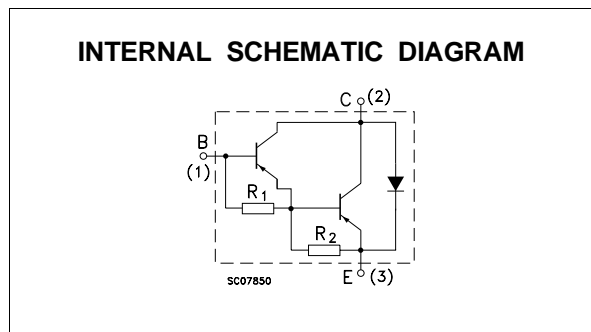 INTERNAL SCHEMATIC DIAGRAM
C (2)
B
(1)
R1
R2
SC07850
E (3)